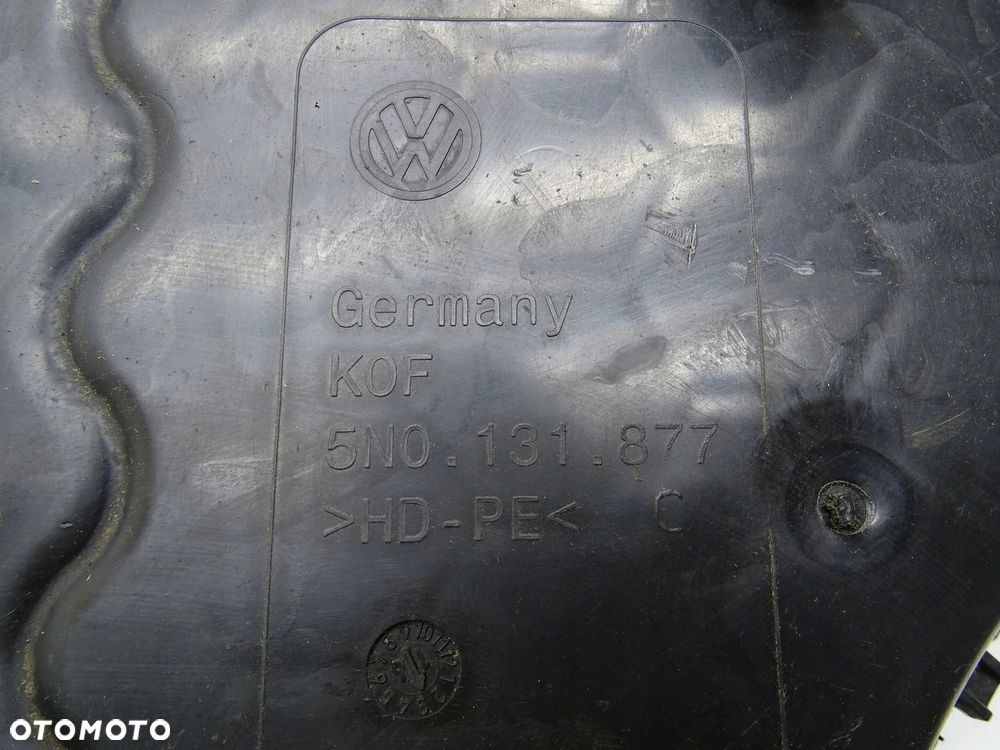 Germany
KOF
5N0.131.877
>HD-PE< C
OTOMOTO